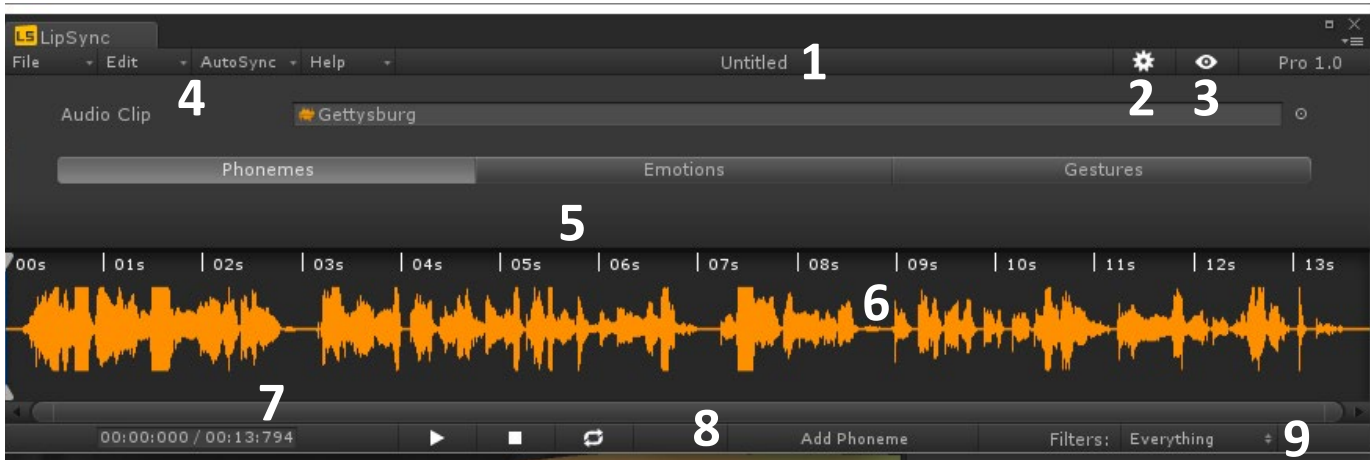 LS LipSync
File Edit AutoSync Help Untitled 1 Pro 1.0
4 2 3
Audio Clip Gettysburg
Phonemes Emotions Gestures
5
00s 01s 02s 03s 04s 05s 06s 07s 08s 09s 10s 11s 12s 13s
6
7
00:00:000 / 00:13:794 8 Add Phoneme Filters: Everything 9